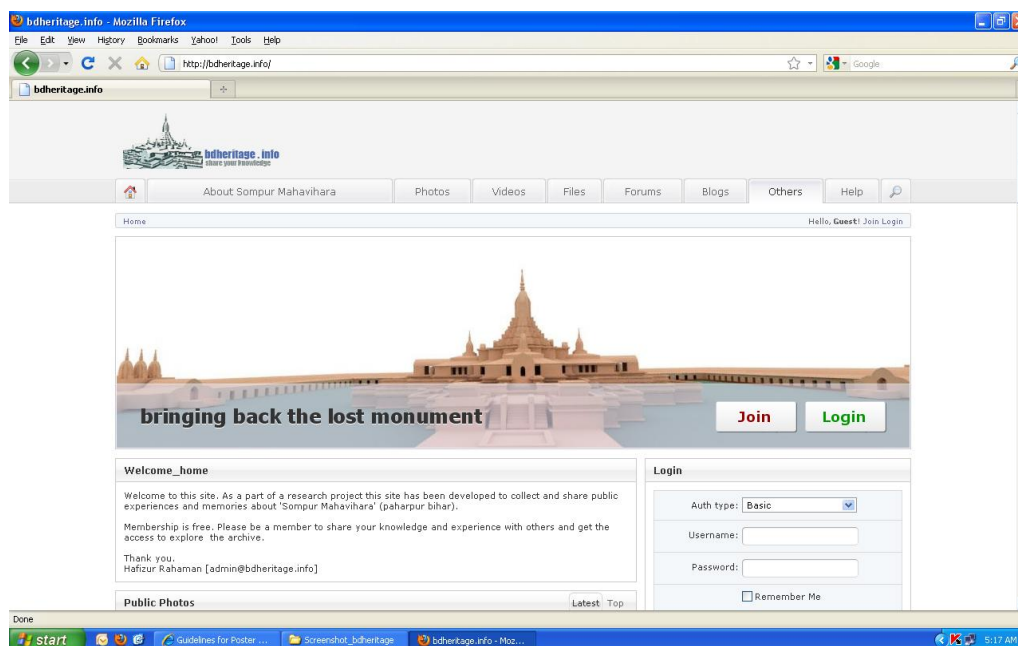 bdheritage.info - Mozilla Firefox
File Edit View History Bookmarks Yahoo! Tools Help
http://bdheritage.info/
Google
bdheritage.info
bdheritage . info
share your knowledge
About Sompur Mahavihara Photos Videos Files Forums Blogs Others Help
Home Hello, Guest! Join Login
bringing back the lost monument Join Login
Welcome_home
Welcome to this site. As a part of a research project this site has been developed to collect and share public
experiences and memories about 'Sompur Mahavihara' (paharpur bihar).
Membership is free. Please be a member to share your knowledge and experience with others and get the
access to explore the archive.
Thank you.
Hafizur Rahaman [admin@bdheritage.info]
Public Photos Latest Top
Login
Auth type: Basic
Username:
Password:
Remember Me
Done
start Guidelines for Poster ... Screenshot_bdheritage bdheritage.info - Moz... 5:17 AM